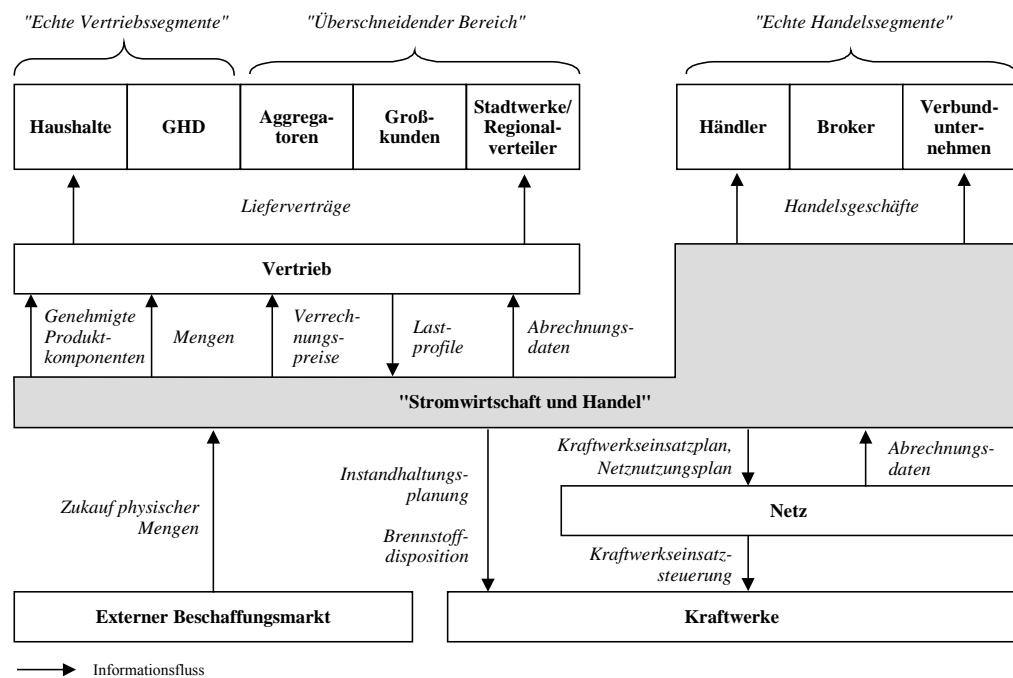 "Echte Vertriebssegmente"
"Überschneidender Bereich"
"Echte Handelssegmente"
Haushalte
GHD
Aggrega-
toren
Groß-
kunden
Stadtwerke/
Regional-
verteiler
Händler
Broker
Verbund-
unter-
nehmen
Lieferverträge
Handelsgeschäfte
Vertrieb
Genehmigte
Produkt-
komponenten
Mengen
Verrech-
nungs-
preise
Last-
profile
Abrechnungs-
daten
"Stromwirtschaft und Handel"
Zukauf physischer
Mengen
Instandhaltungs-
planung
Brennstoff-
disposition
Kraftwerkseinsatzplan,
Netznutzungsplan
Abrechnungs-
daten
Netz
Kraftwerkseinsatz-
steuerung
Externer Beschaffungsmarkt
Kraftwerke
Informationsfluss